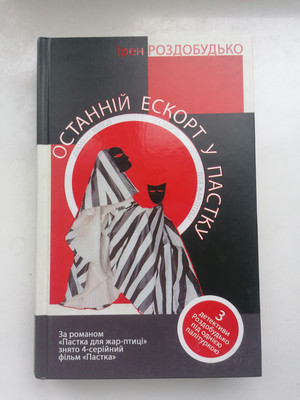 Ірен РОЗДОБУДЬКО
ОСТАННІЙ ЕСКОРТ У ПАСТКУ
3
детективи
Роздобудько
під однією
палітуркою
За романом
«Пастка для жар-птиці»
знято 4-серійний
фільм «Пастка»